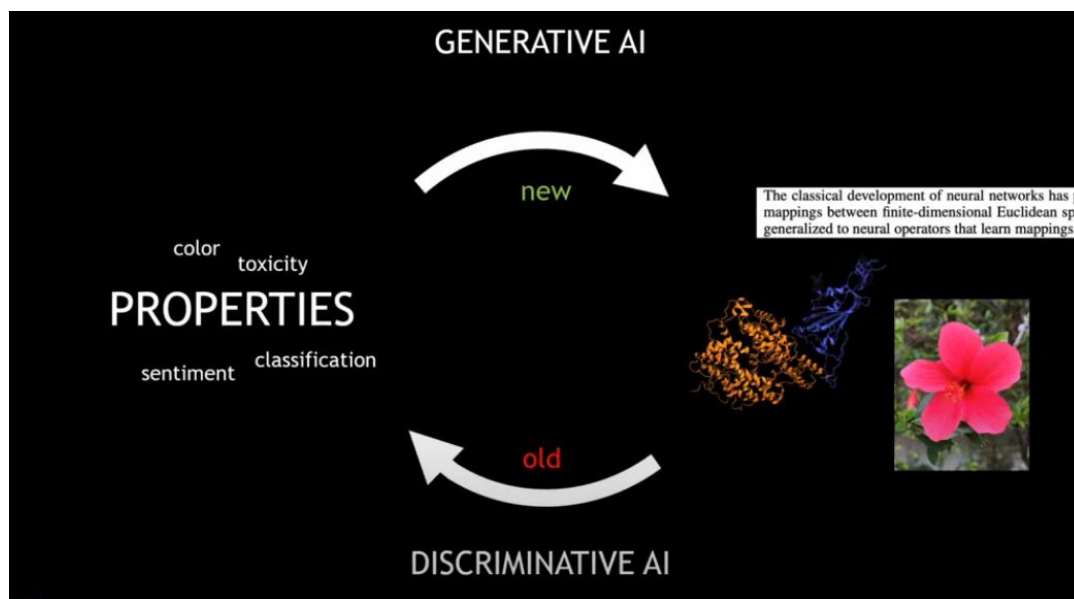 GENERATIVE AI
new
The classical development of neural networks has
mappings between finite-dimensional Euclidean
generalized to neural operators that learn mappings
color
toxicity
PROPERTIES
classification
sentiment
old
DISCRIMINATIVE AI